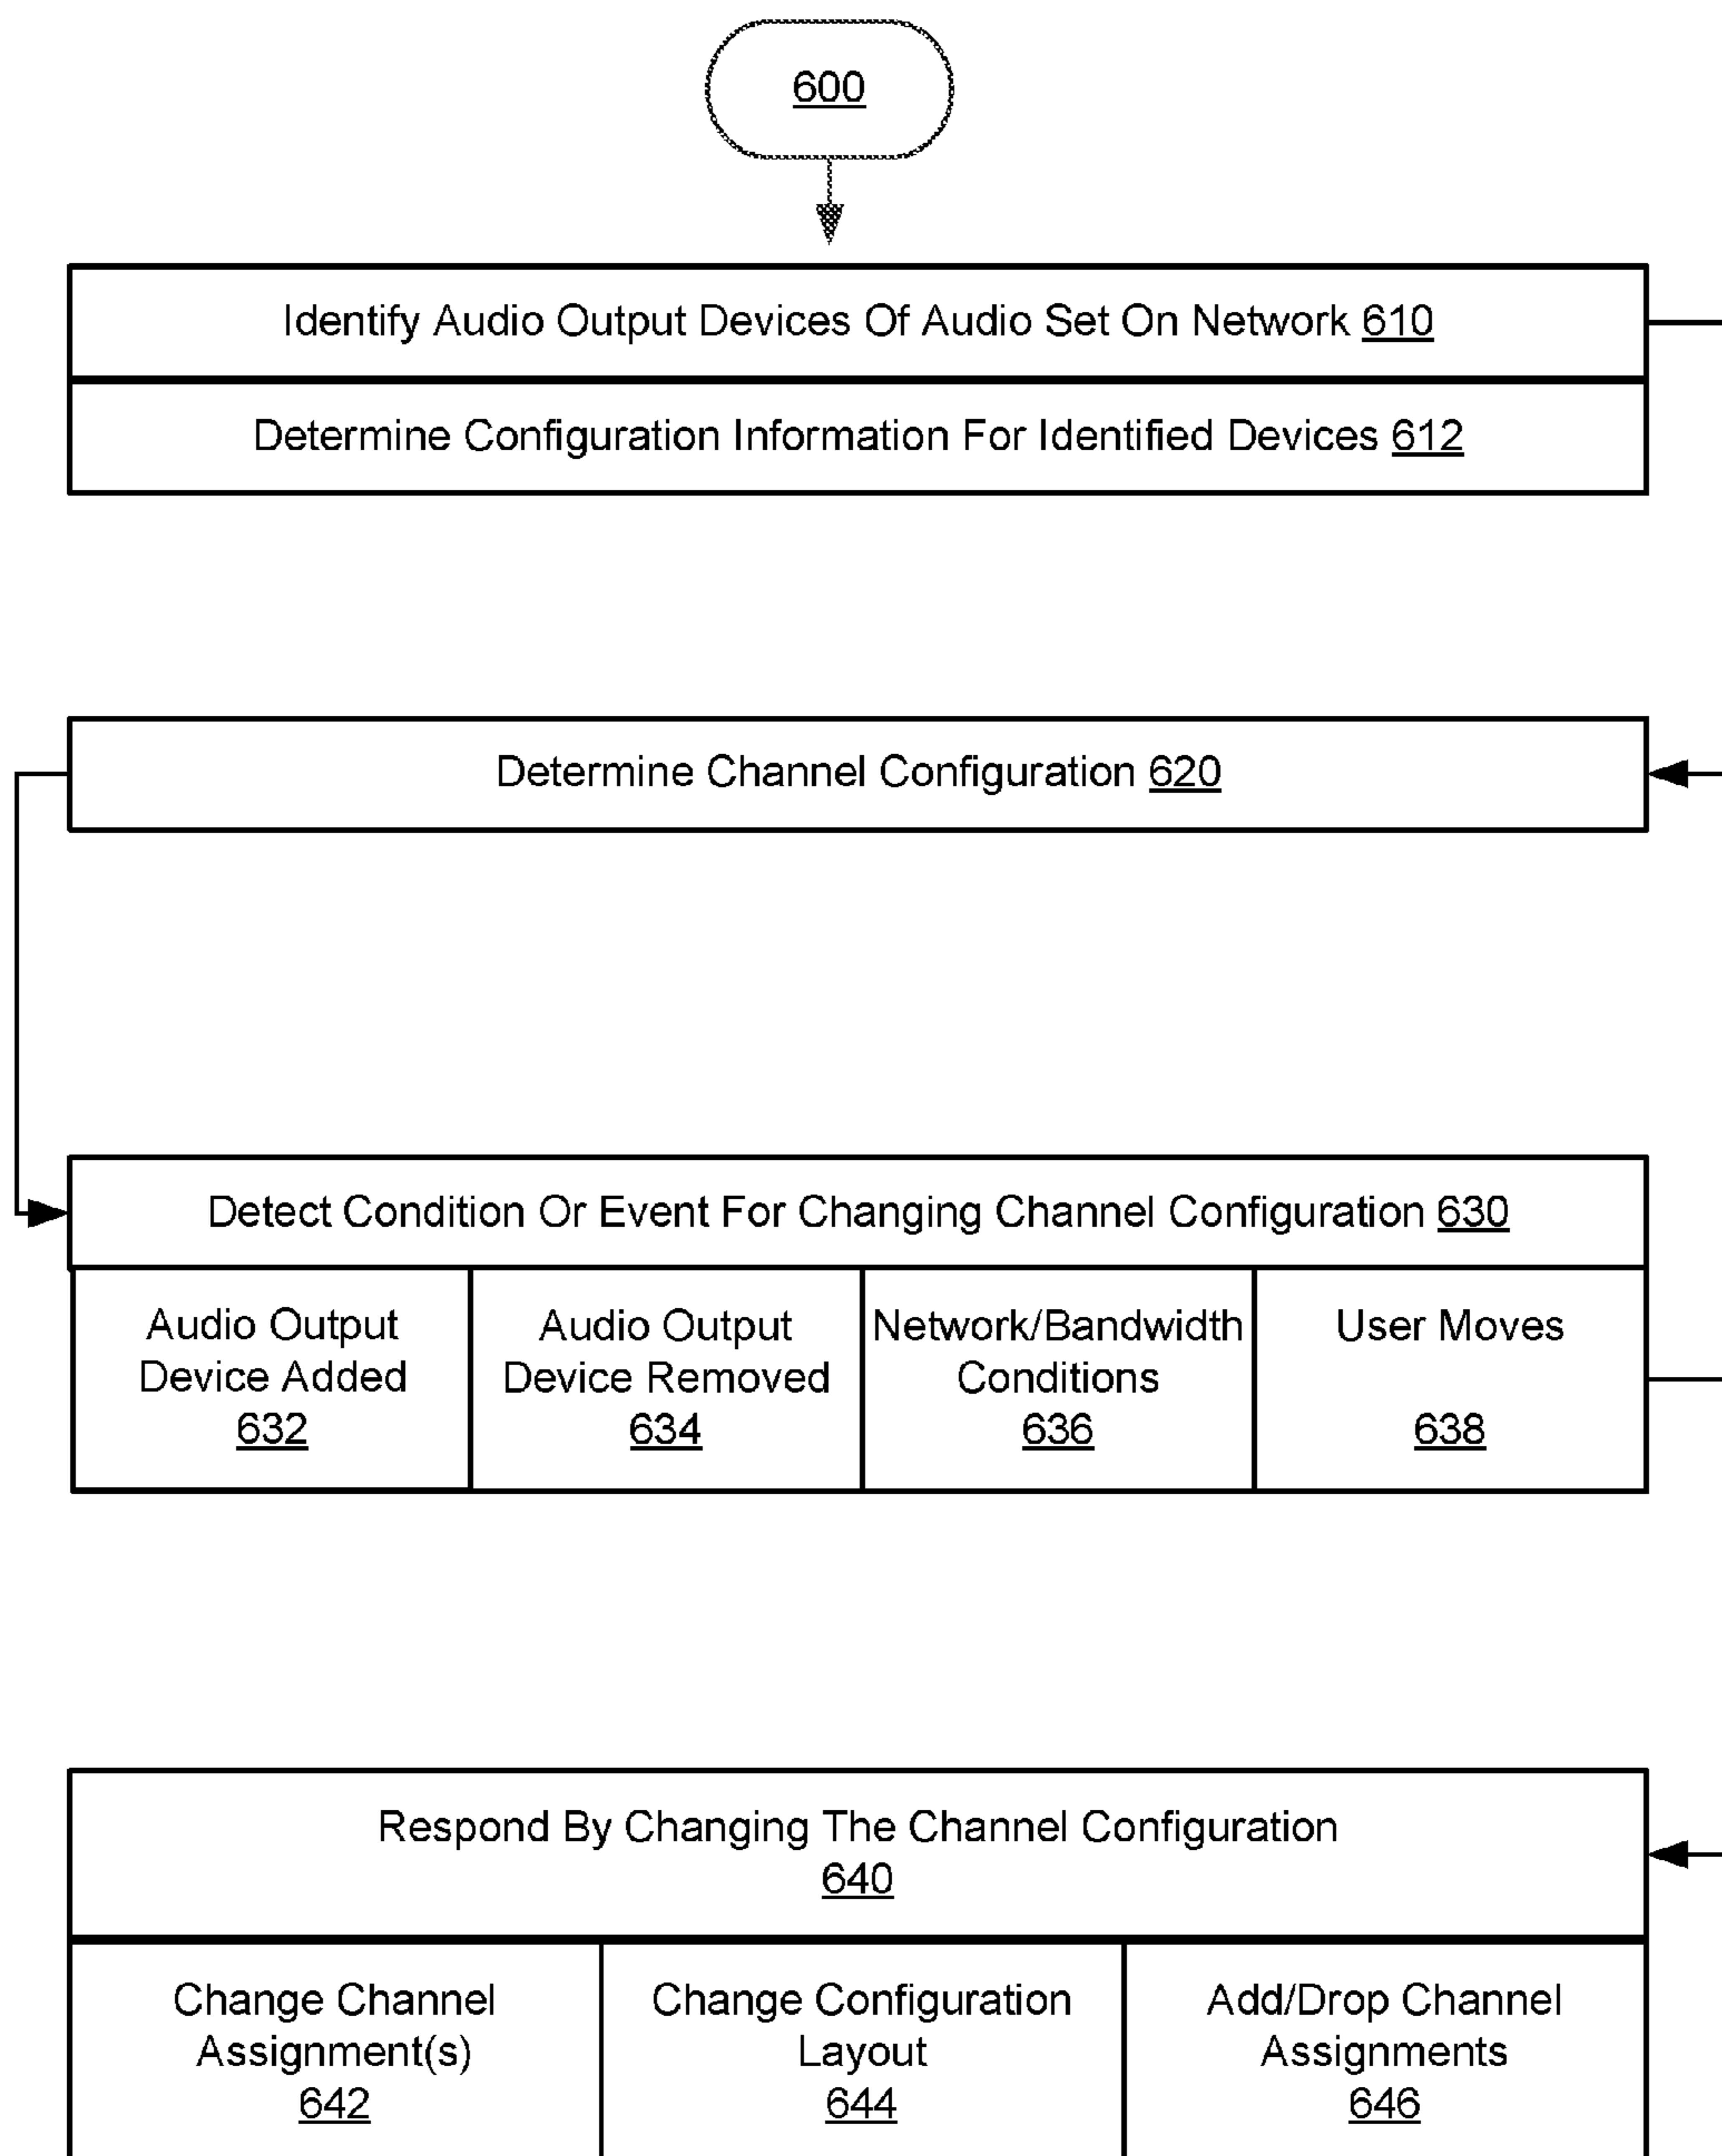 600
Identify Audio Output Devices Of Audio Set On Network 610
Determine Configuration Information For Identified Devices 612
Determine Channel Configuration 620
Detect Condition Or Event For Changing Channel Configuration 630
Audio Output
Device Added
632
Audio Output
Device Removed
634
Network/Bandwidth
Conditions
636
User Moves
638
Respond By Changing The Channel Configuration
640
Change Channel
Assignment(s)
642
Change Configuration
Layout
644
Add/Drop Channel
Assignments
646